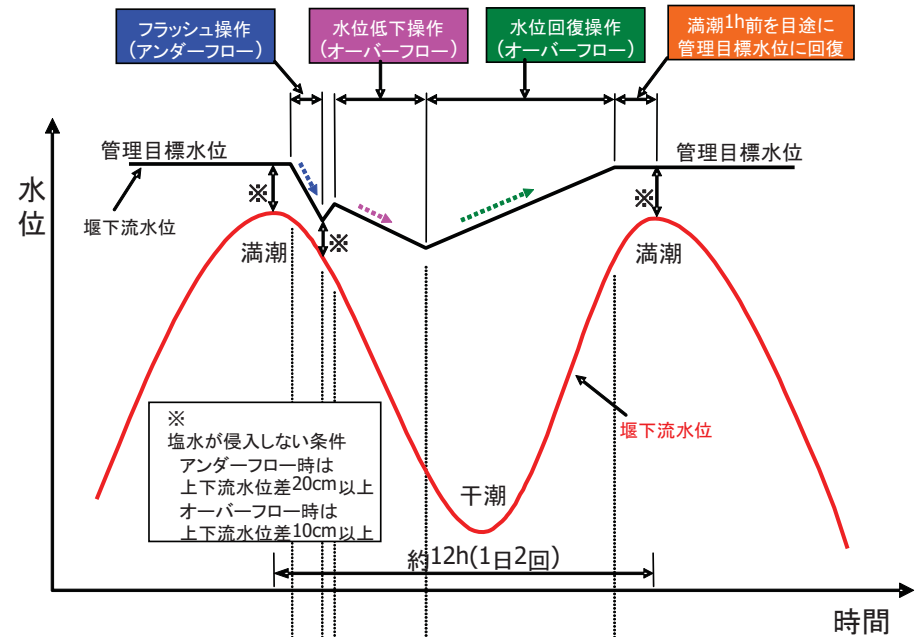 フラッシュ操作
(アンダーフロー)
水位低下操作
(オーバーフロー)
水位回復操作
(オーバーフロー)
満潮1h前を目途に
管理目標水位に回復
管理目標水位
管理目標水位
水位
堰下流水位
※
※
※
満潮
満潮
堰下流水位
※
塩水が侵入しない条件
アンダーフロー時は
上下流水位差20cm以上
オーバーフロー時は
上下流水位差10cm以上
干潮
約12h(1日2回)
時間